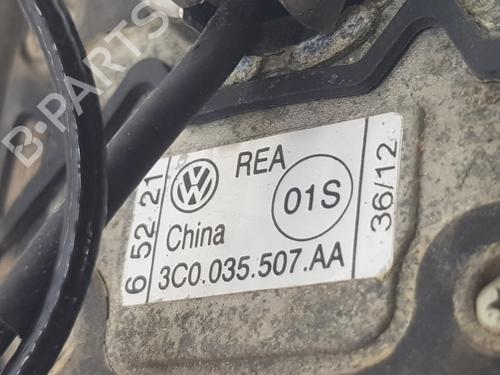 B-PARTS
REA
01S
China
3C0.035.507.AA
6 52 21
36/12